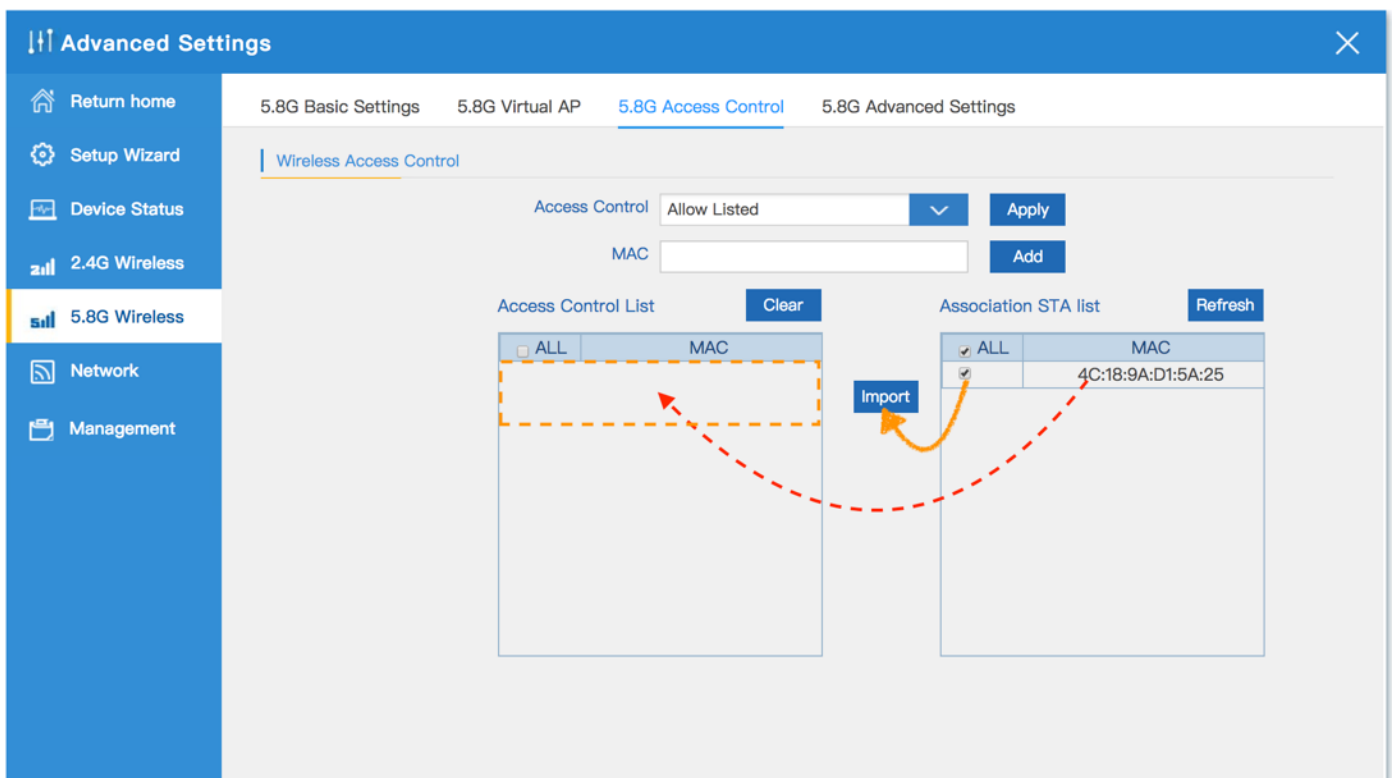 Advanced Settings
Return home
Setup Wizard
Device Status
2.4G Wireless
5.8G Wireless
Network
Management
5.8G Basic Settings 5.8G Virtual AP 5.8G Access Control 5.8G Advanced Settings
Wireless Access Control
Access Control Allow Listed Apply
MAC Add
Access Control List Clear
ALL MAC
Import
Association STA list Refresh
ALL MAC
4C:18:9A:D1:5A:25